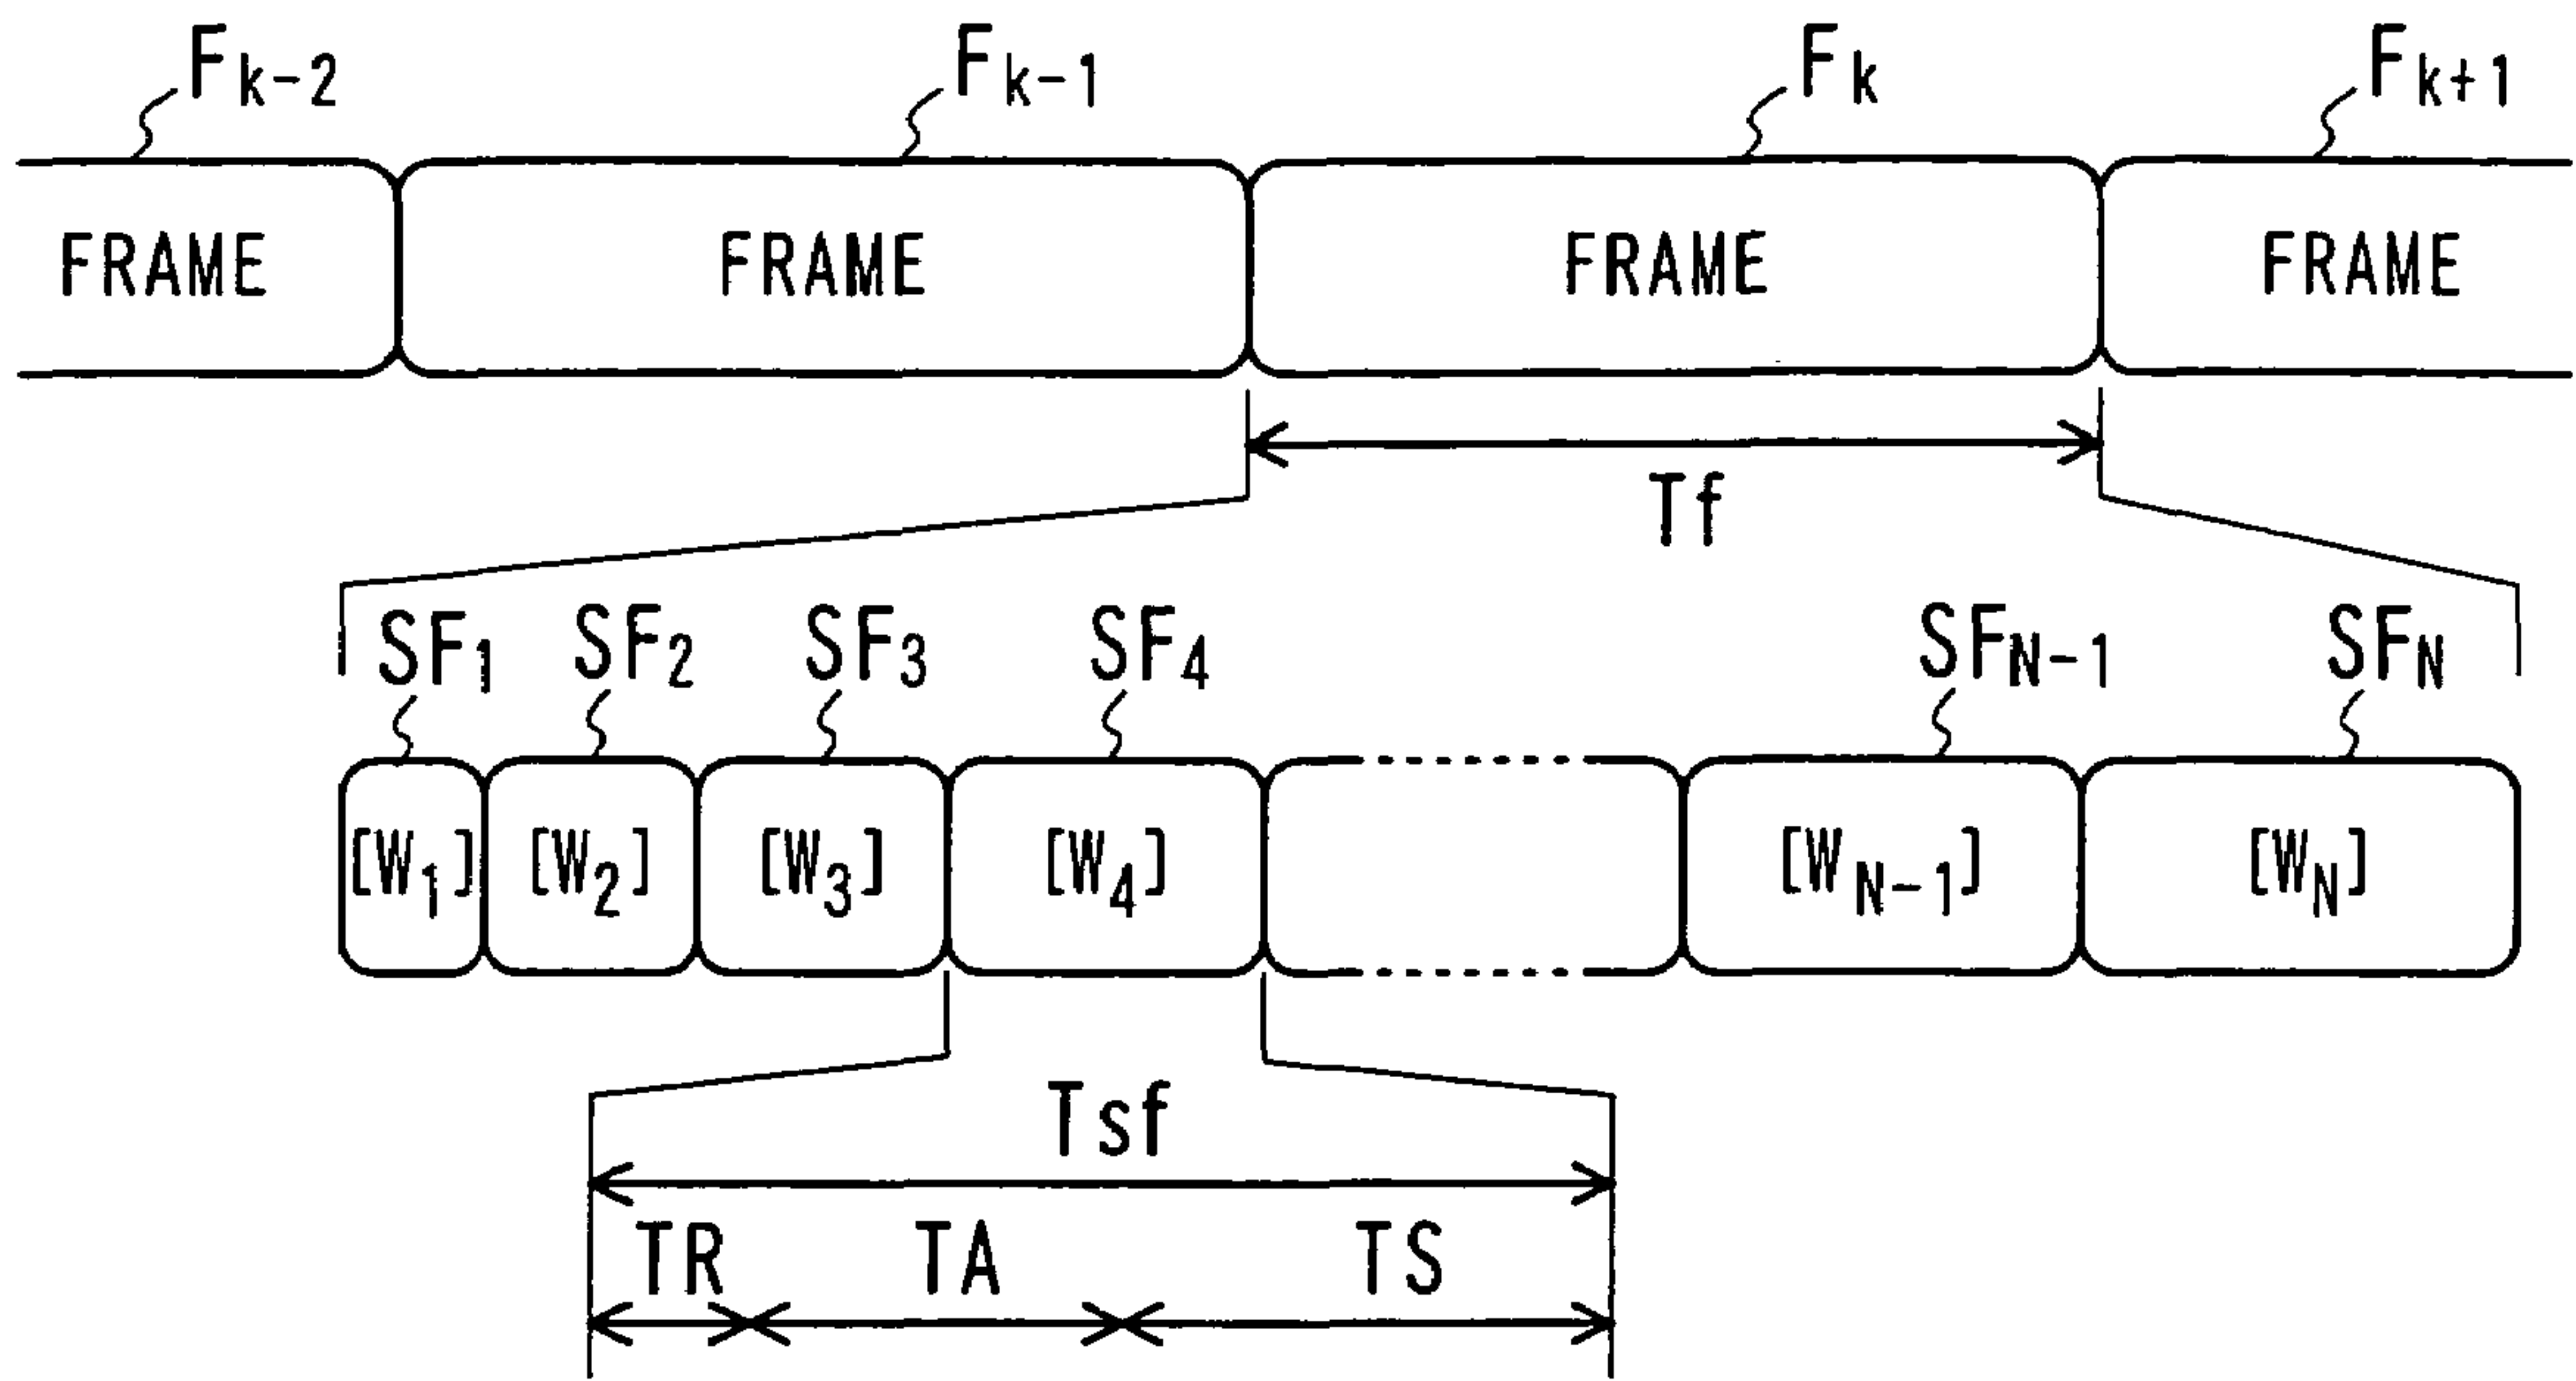 Fk-2 Fk-1 Fk Fk+1
FRAME FRAME FRAME FRAME
Tf
SF1 SF2 SF3 SF4 SFN-1 SFN
[W1] [W2] [W3] [W4] [WN-1] [WN]
Tsf
TR TA TS